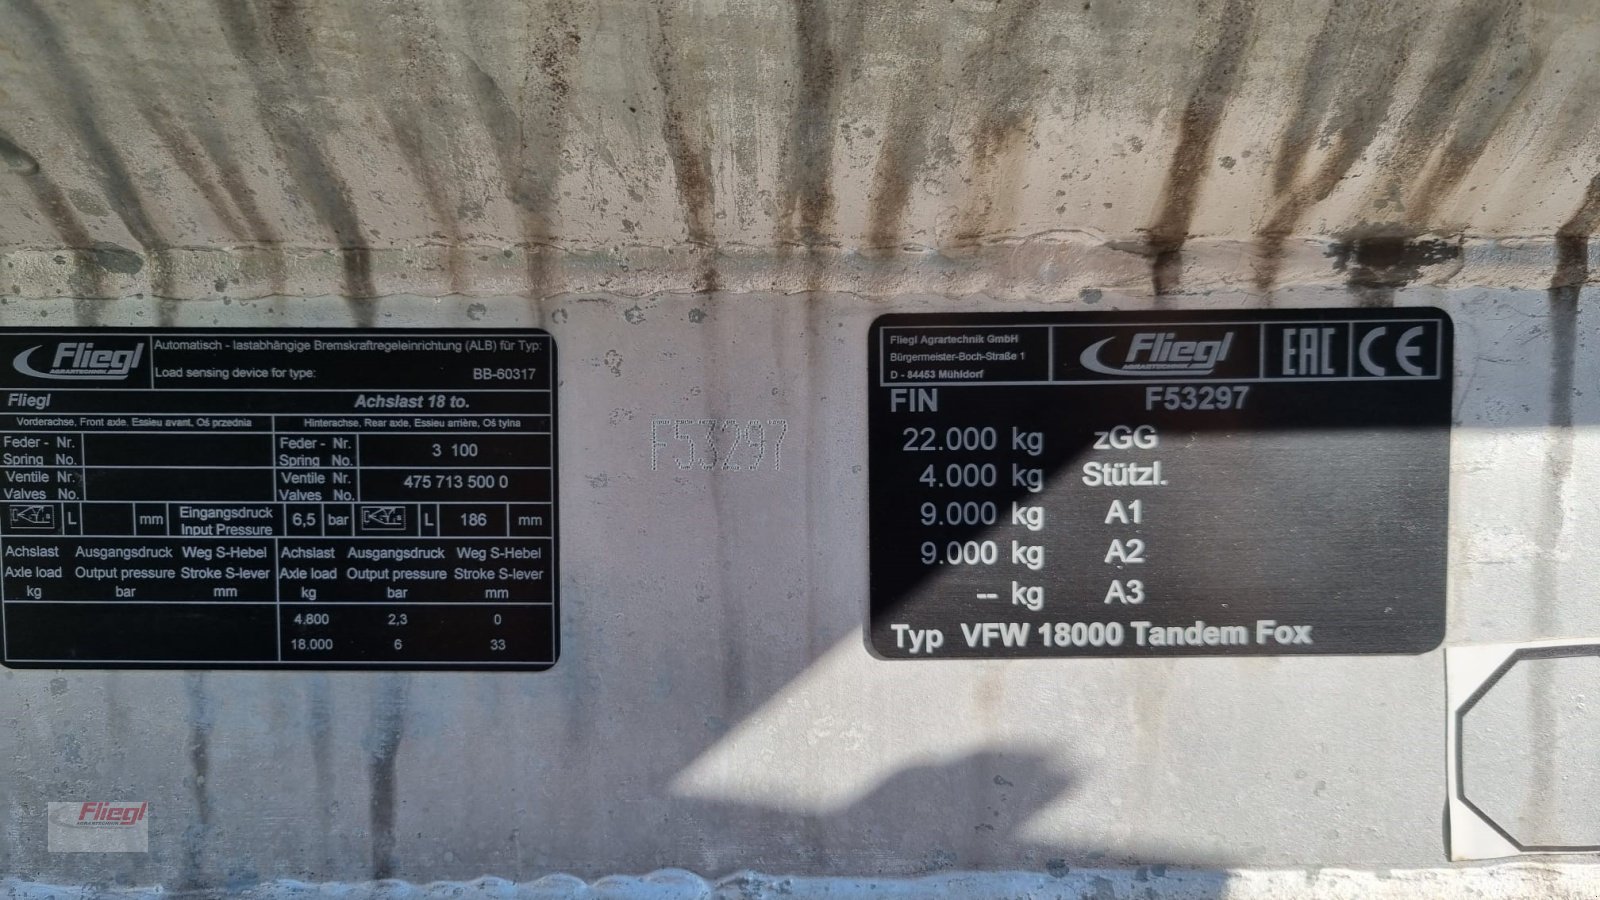 Fliegl
AGRARTECHNIK
Automatisch - lastabhängige Bremskraftregeleinrichtung (ALB) für Typ:
Load sensing device for type: BB-60317
Fliegl Achslast 18 to.
Vorderachse, Front axle, Essieu avant, Oś przednia Hinterachse, Rear axle, Essieu arrière, Oś tylna
Feder - Nr. Feder - Nr. 3 100
Spring No. Spring No.
Ventile Nr. Ventile Nr. 475 713 500 0
Valves No. Valves No.
L mm Eingangsdruck 6,5 bar L 186 mm
Input Pressure
Achslast Ausgangsdruck Weg S-Hebel Achslast Ausgangsdruck Weg S-Hebel
Axle load Output pressure Stroke S-lever Axle load Output pressure Stroke S-lever
kg bar mm kg bar mm
4.800 2,3 0
18.000 6 33
F53297
Fliegl Agrartechnik GmbH
Bürgermeister-Boch-Straße 1
D - 84453 Mühldorf
Fliegl
AGRARTECHNIK
EAC CE
FIN F53297
22.000 kg zGG
4.000 kg Stützl.
9.000 kg A1
9.000 kg A2
-- kg A3
Typ VFW 18000 Tandem Fox
Fliegl
AGRARTECHNIK